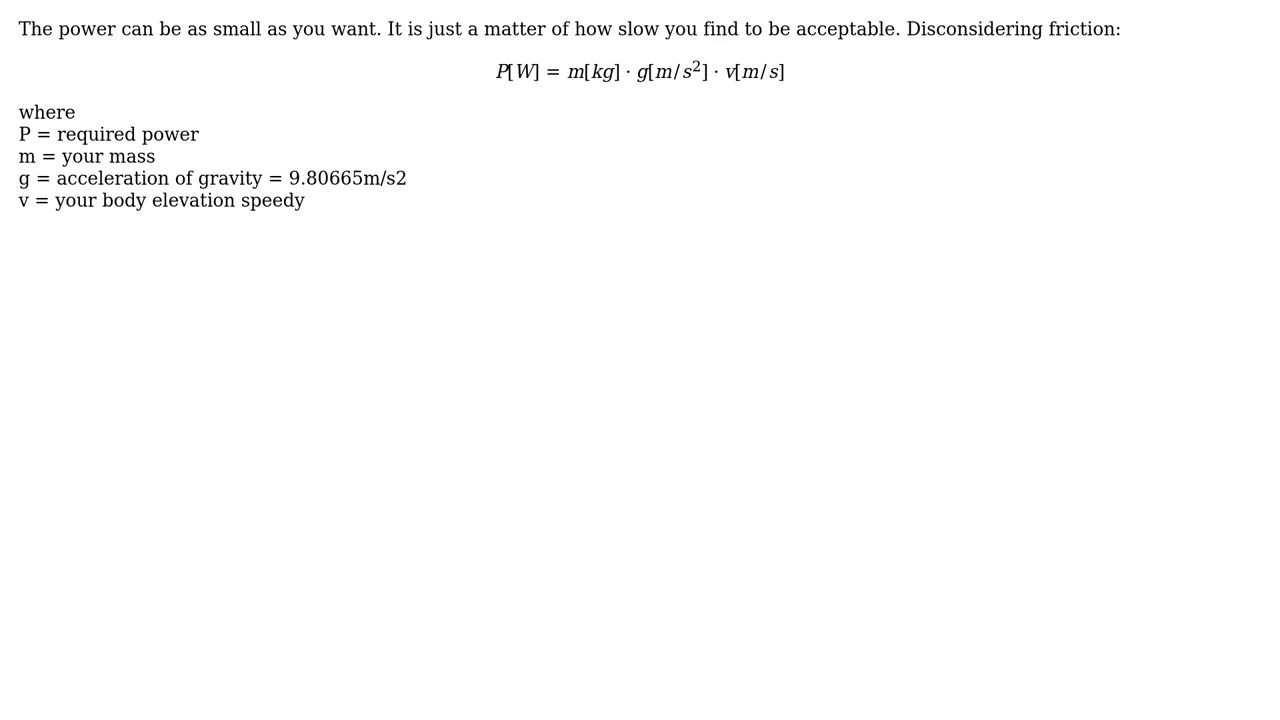 The power can be as small as you want. It is just a matter of how slow you find to be acceptable. Disconsidering friction:
P[W] = m[kg] · g[m/s²] · v[m/s]
where
P = required power
m = your mass
g = acceleration of gravity = 9.80665m/s2
v = your body elevation speedy